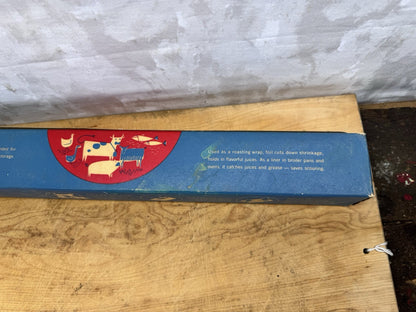 Used as a roasting wrap, foil cuts down shrinkage,
holds in flavorful juices. As a liner in broiler pans and
ovens, it catches juices and grease — saves scouring.